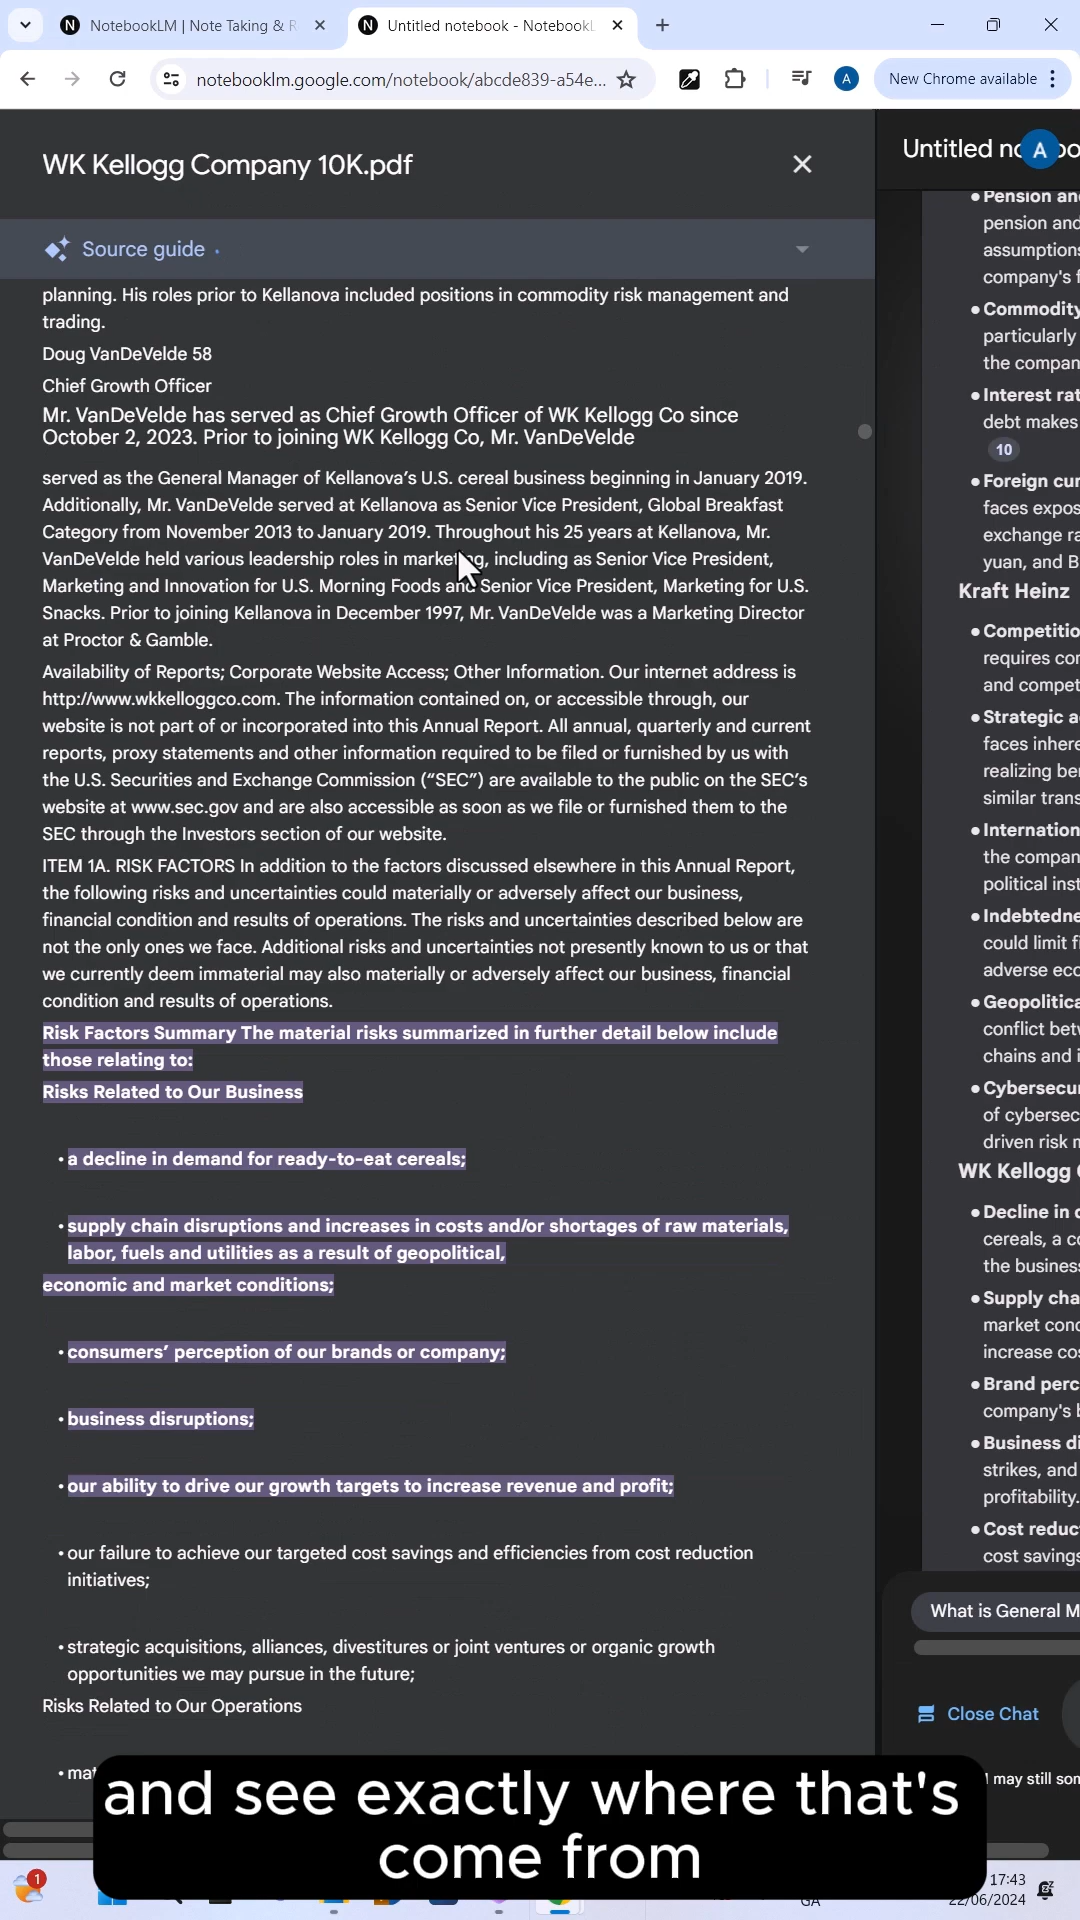 NotebookLM | Note Taking & R
Untitled notebook - Notebook
notebooklm.google.com/notebook/abcde839-a54e...
A
New Chrome available
WK Kellogg Company 10K.pdf
Source guide
planning. His roles prior to Kellanova included positions in commodity risk management and
trading.
Doug VanDeVelde 58
Chief Growth Officer
Mr. VanDeVelde has served as Chief Growth Officer of WK Kellogg Co since
October 2, 2023. Prior to joining WK Kellogg Co, Mr. VanDeVelde
served as the General Manager of Kellanova's U.S. cereal business beginning in January 2019.
Additionally, Mr. VanDeVelde served at Kellanova as Senior Vice President, Global Breakfast
Category from November 2013 to January 2019. Throughout his 25 years at Kellanova, Mr.
VanDeVelde held various leadership roles in marketing, including as Senior Vice President,
Marketing and Innovation for U.S. Morning Foods and Senior Vice President, Marketing for U.S.
Snacks. Prior to joining Kellanova in December 1997, Mr. VanDeVelde was a Marketing Director
at Proctor & Gamble.
Availability of Reports; Corporate Website Access; Other Information. Our internet address is
http://www.wkkelloggco.com. The information contained on, or accessible through, our
website is not part of or incorporated into this Annual Report. All annual, quarterly and current
reports, proxy statements and other information required to be filed or furnished by us with
the U.S. Securities and Exchange Commission (“SEC”) are available to the public on the SEC's
website at www.sec.gov and are also accessible as soon as we file or furnished them to the
SEC through the Investors section of our website.
ITEM 1A. RISK FACTORS In addition to the factors discussed elsewhere in this Annual Report,
the following risks and uncertainties could materially or adversely affect our business,
financial condition and results of operations. The risks and uncertainties described below are
not the only ones we face. Additional risks and uncertainties not presently known to us or that
we currently deem immaterial may also materially or adversely affect our business, financial
condition and results of operations.
Risk Factors Summary The material risks summarized in further detail below include
those relating to:
Risks Related to Our Business
• a decline in demand for ready-to-eat cereals;
• supply chain disruptions and increases in costs and/or shortages of raw materials,
labor, fuels and utilities as a result of geopolitical,
economic and market conditions;
• consumers’ perception of our brands or company;
• business disruptions;
• our ability to drive our growth targets to increase revenue and profit;
• our failure to achieve our targeted cost savings and efficiencies from cost reduction
initiatives;
• strategic acquisitions, alliances, divestitures or joint ventures or organic growth
opportunities we may pursue in the future;
Risks Related to Our Operations
• mat
Untitled no
A
• Pension and
pension and
assumptions
company's f
• Commodity
particularly
the compan
• Interest rat
debt makes
10
• Foreign cur
faces expos
exchange ra
yuan, and B
Kraft Heinz
• Competitio
requires con
and compet
• Strategic a
faces inhere
realizing ber
similar trans
• Internation
the compan
political inst
• Indebtedne
could limit fi
adverse eco
• Geopolitica
conflict betw
chains and i
• Cybersecur
of cybersec
driven risk m
WK Kellogg
• Decline in d
cereals, a co
the business
• Supply cha
market cond
increase cos
• Brand perc
company's b
• Business di
strikes, and
profitability.
• Cost reduct
cost savings
What is General M
Close Chat
may still som
and see exactly where that's
come from
1
GA
17:43
22/06/2024